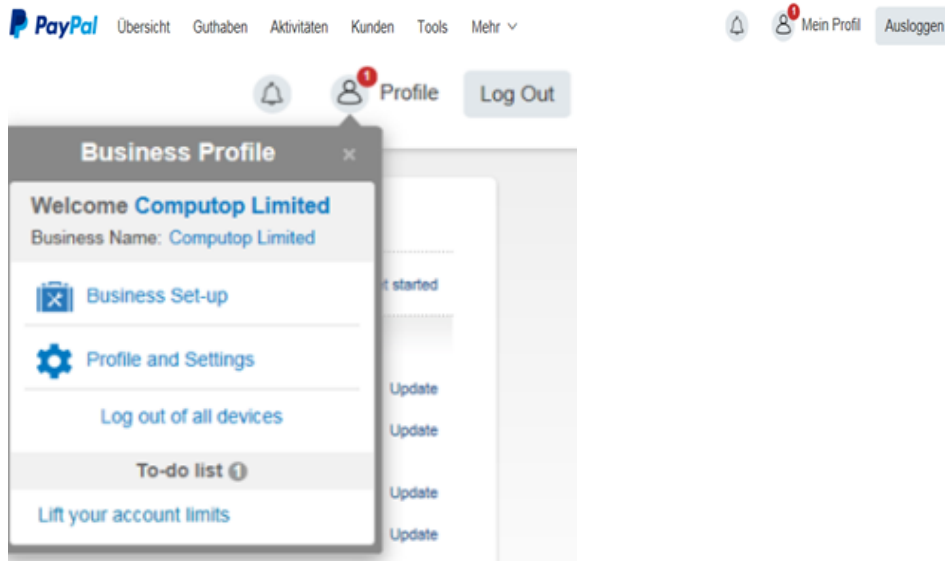 PayPal Übersicht Guthaben Aktivitäten Kunden Tools Mehr 1 Mein Profil Ausloggen
1 Profile Log Out
Business Profile ×
Welcome Computop Limited
Business Name: Computop Limited
t started
Business Set-up
Profile and Settings
Update
Log out of all devices
Update
To-do list 1
Update
Lift your account limits
Update